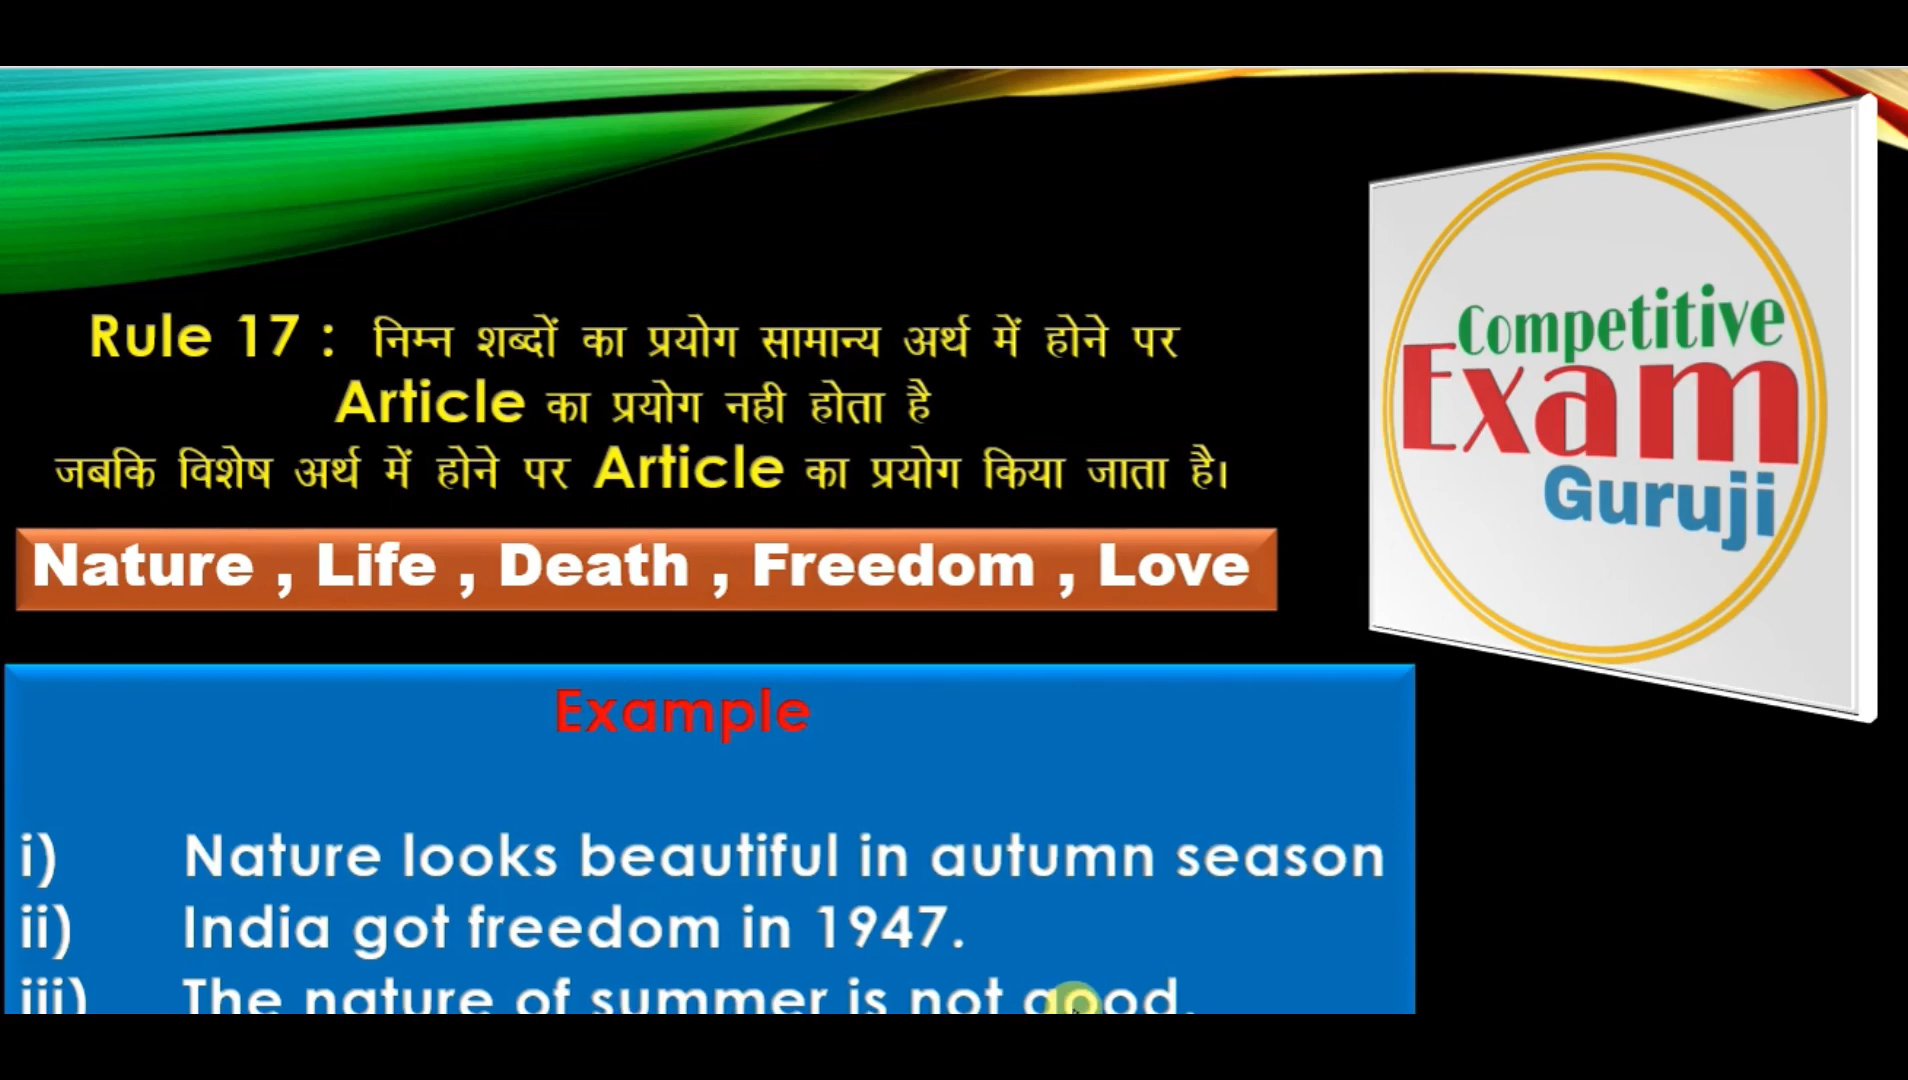 Rule 17 : निम्न शब्दों का प्रयोग सामान्य अर्थ में होने पर
Article का प्रयोग नही होता है
जबकि विशेष अर्थ में होने पर Article का प्रयोग किया जाता है।
Nature , Life , Death , Freedom , Love
Example
i) Nature looks beautiful in autumn season
ii) India got freedom in 1947.
iii) The nature of summer is not good.
Competitive
Exam
Guruji